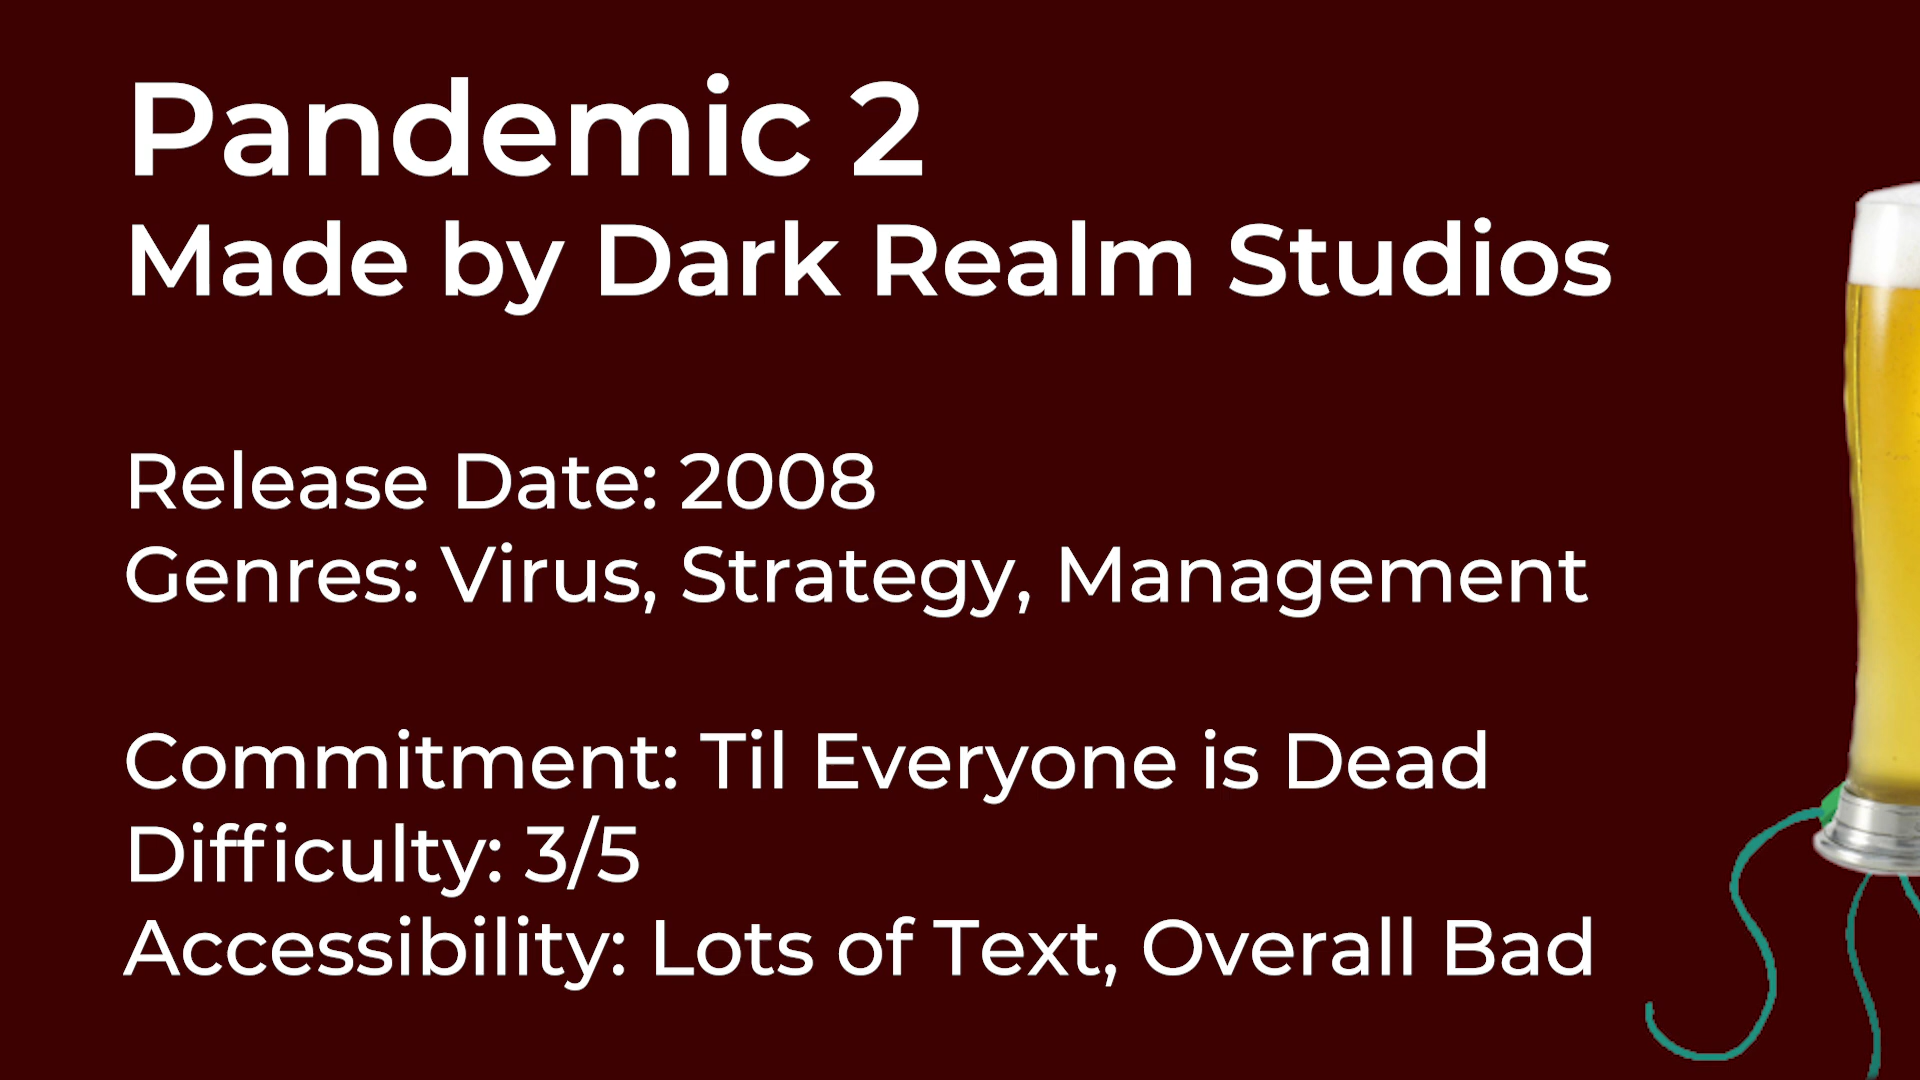 Pandemic 2
Made by Dark Realm Studios
Release Date: 2008
Genres: Virus, Strategy, Management
Commitment: Til Everyone is Dead
Difficulty: 3/5
Accessibility: Lots of Text, Overall Bad